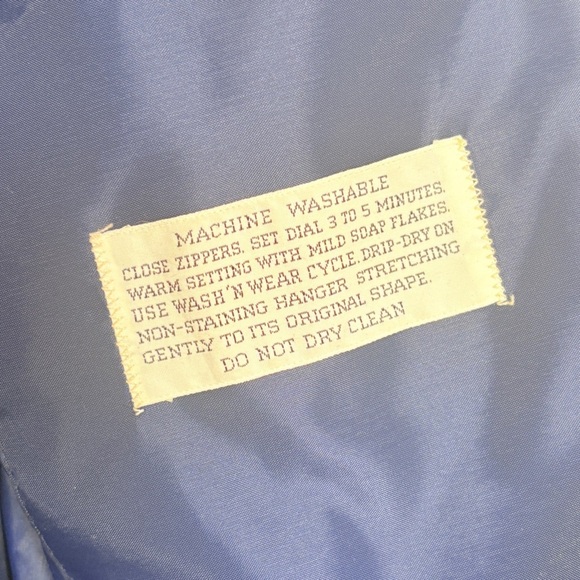 MACHINE WASHABLE
CLOSE ZIPPERS. SET DIAL 3 TO 5 MINUTES.
WARM SETTING WITH MILD SOAP FLAKES.
USE WASH'N WEAR CYCLE. DRIP-DRY ON
NON-STAINING HANGER STRETCHING
GENTLY TO ITS ORIGINAL SHAPE.
DO NOT DRY CLEAN